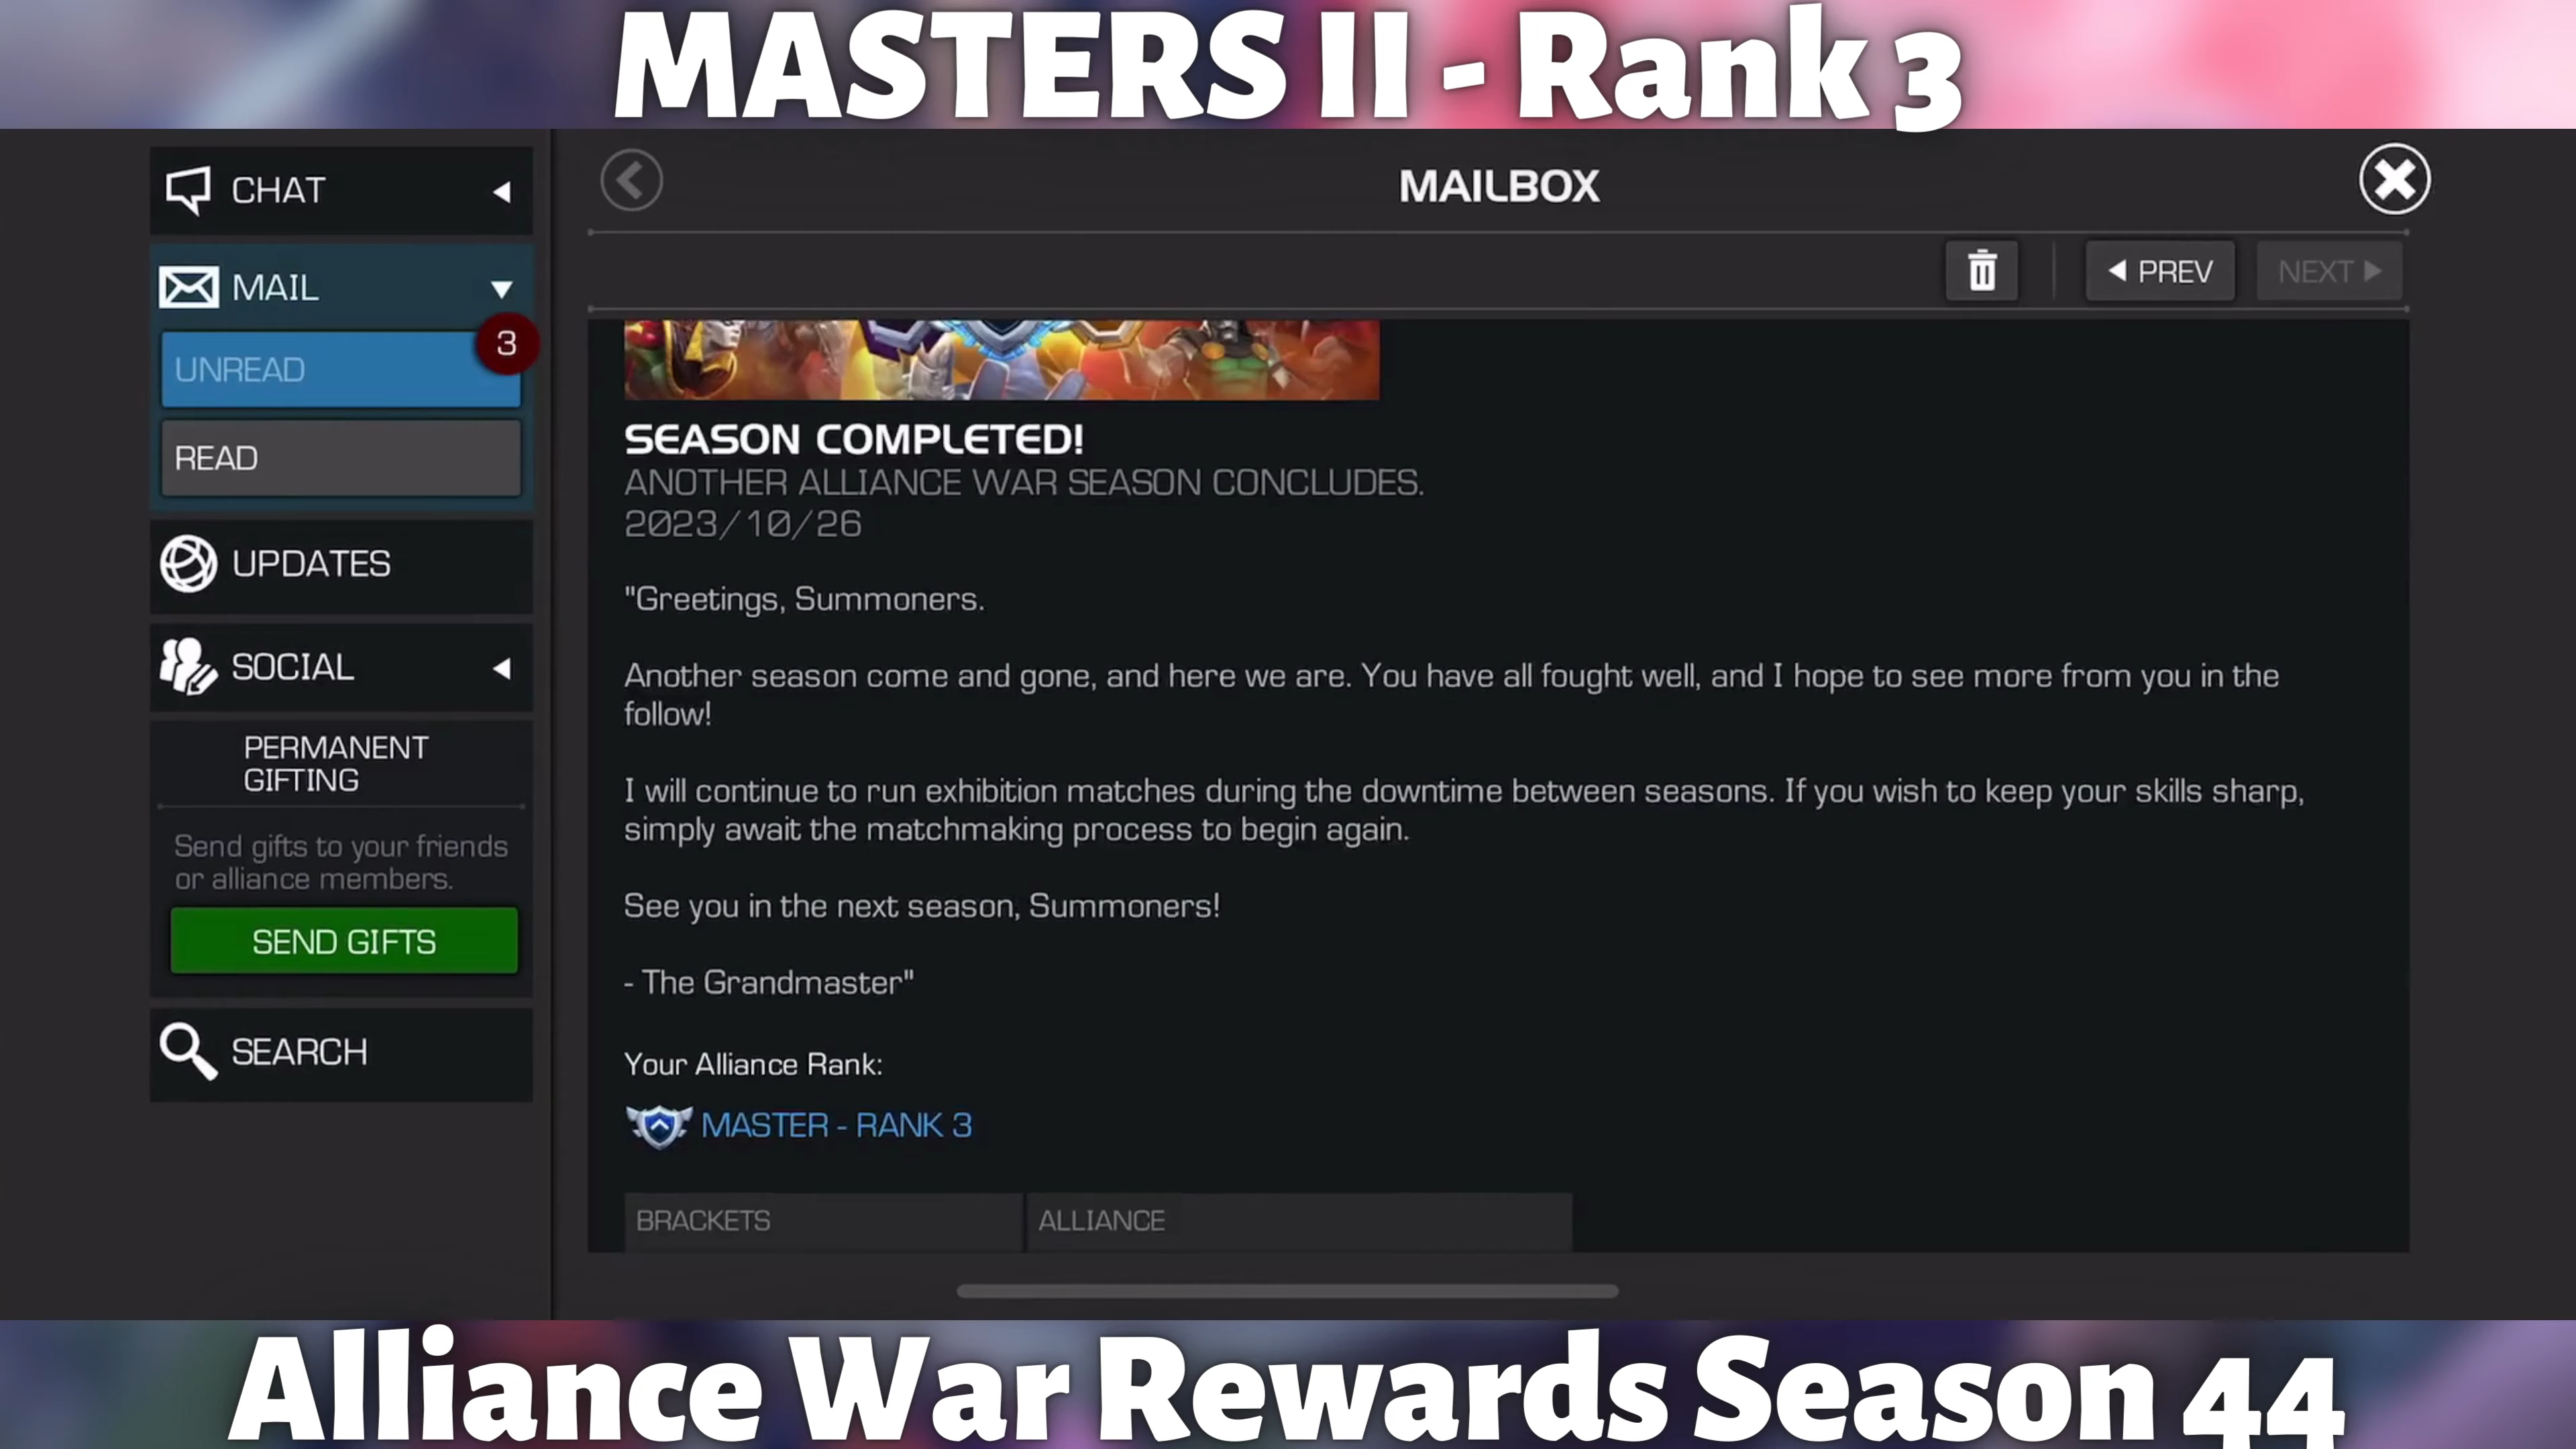 MASTERS II - Rank 3
CHAT
MAIL
3
UNREAD
READ
UPDATES
SOCIAL
PERMANENT
GIFTING
Send gifts to your friends
or alliance members.
SEND GIFTS
SEARCH
MAILBOX
PREV
NEXT
SEASON COMPLETED!
ANOTHER ALLIANCE WAR SEASON CONCLUDES.
2023/10/26
"Greetings, Summoners.
Another season come and gone, and here we are. You have all fought well, and I hope to see more from you in the
follow!
I will continue to run exhibition matches during the downtime between seasons. If you wish to keep your skills sharp,
simply await the matchmaking process to begin again.
See you in the next season, Summoners!
- The Grandmaster"
Your Alliance Rank:
MASTER - RANK 3
BRACKETS
ALLIANCE
Alliance War Rewards Season 44